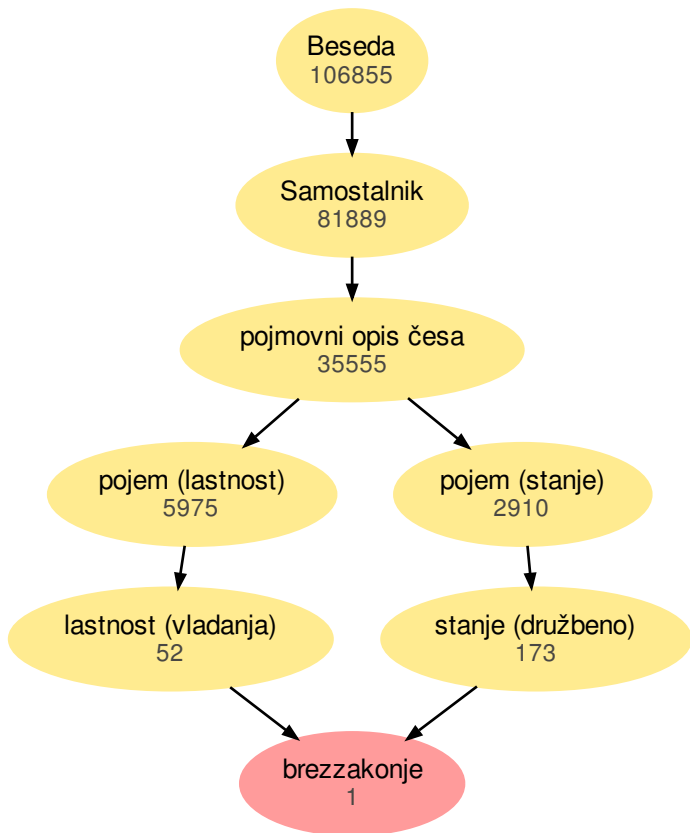 Beseda
106855
Samostalnik
81889
pojmovni opis česa
35555
pojem (lastnost)
5975
pojem (stanje)
2910
lastnost (vladanja)
52
stanje (družbeno)
173
brezzakonje
1